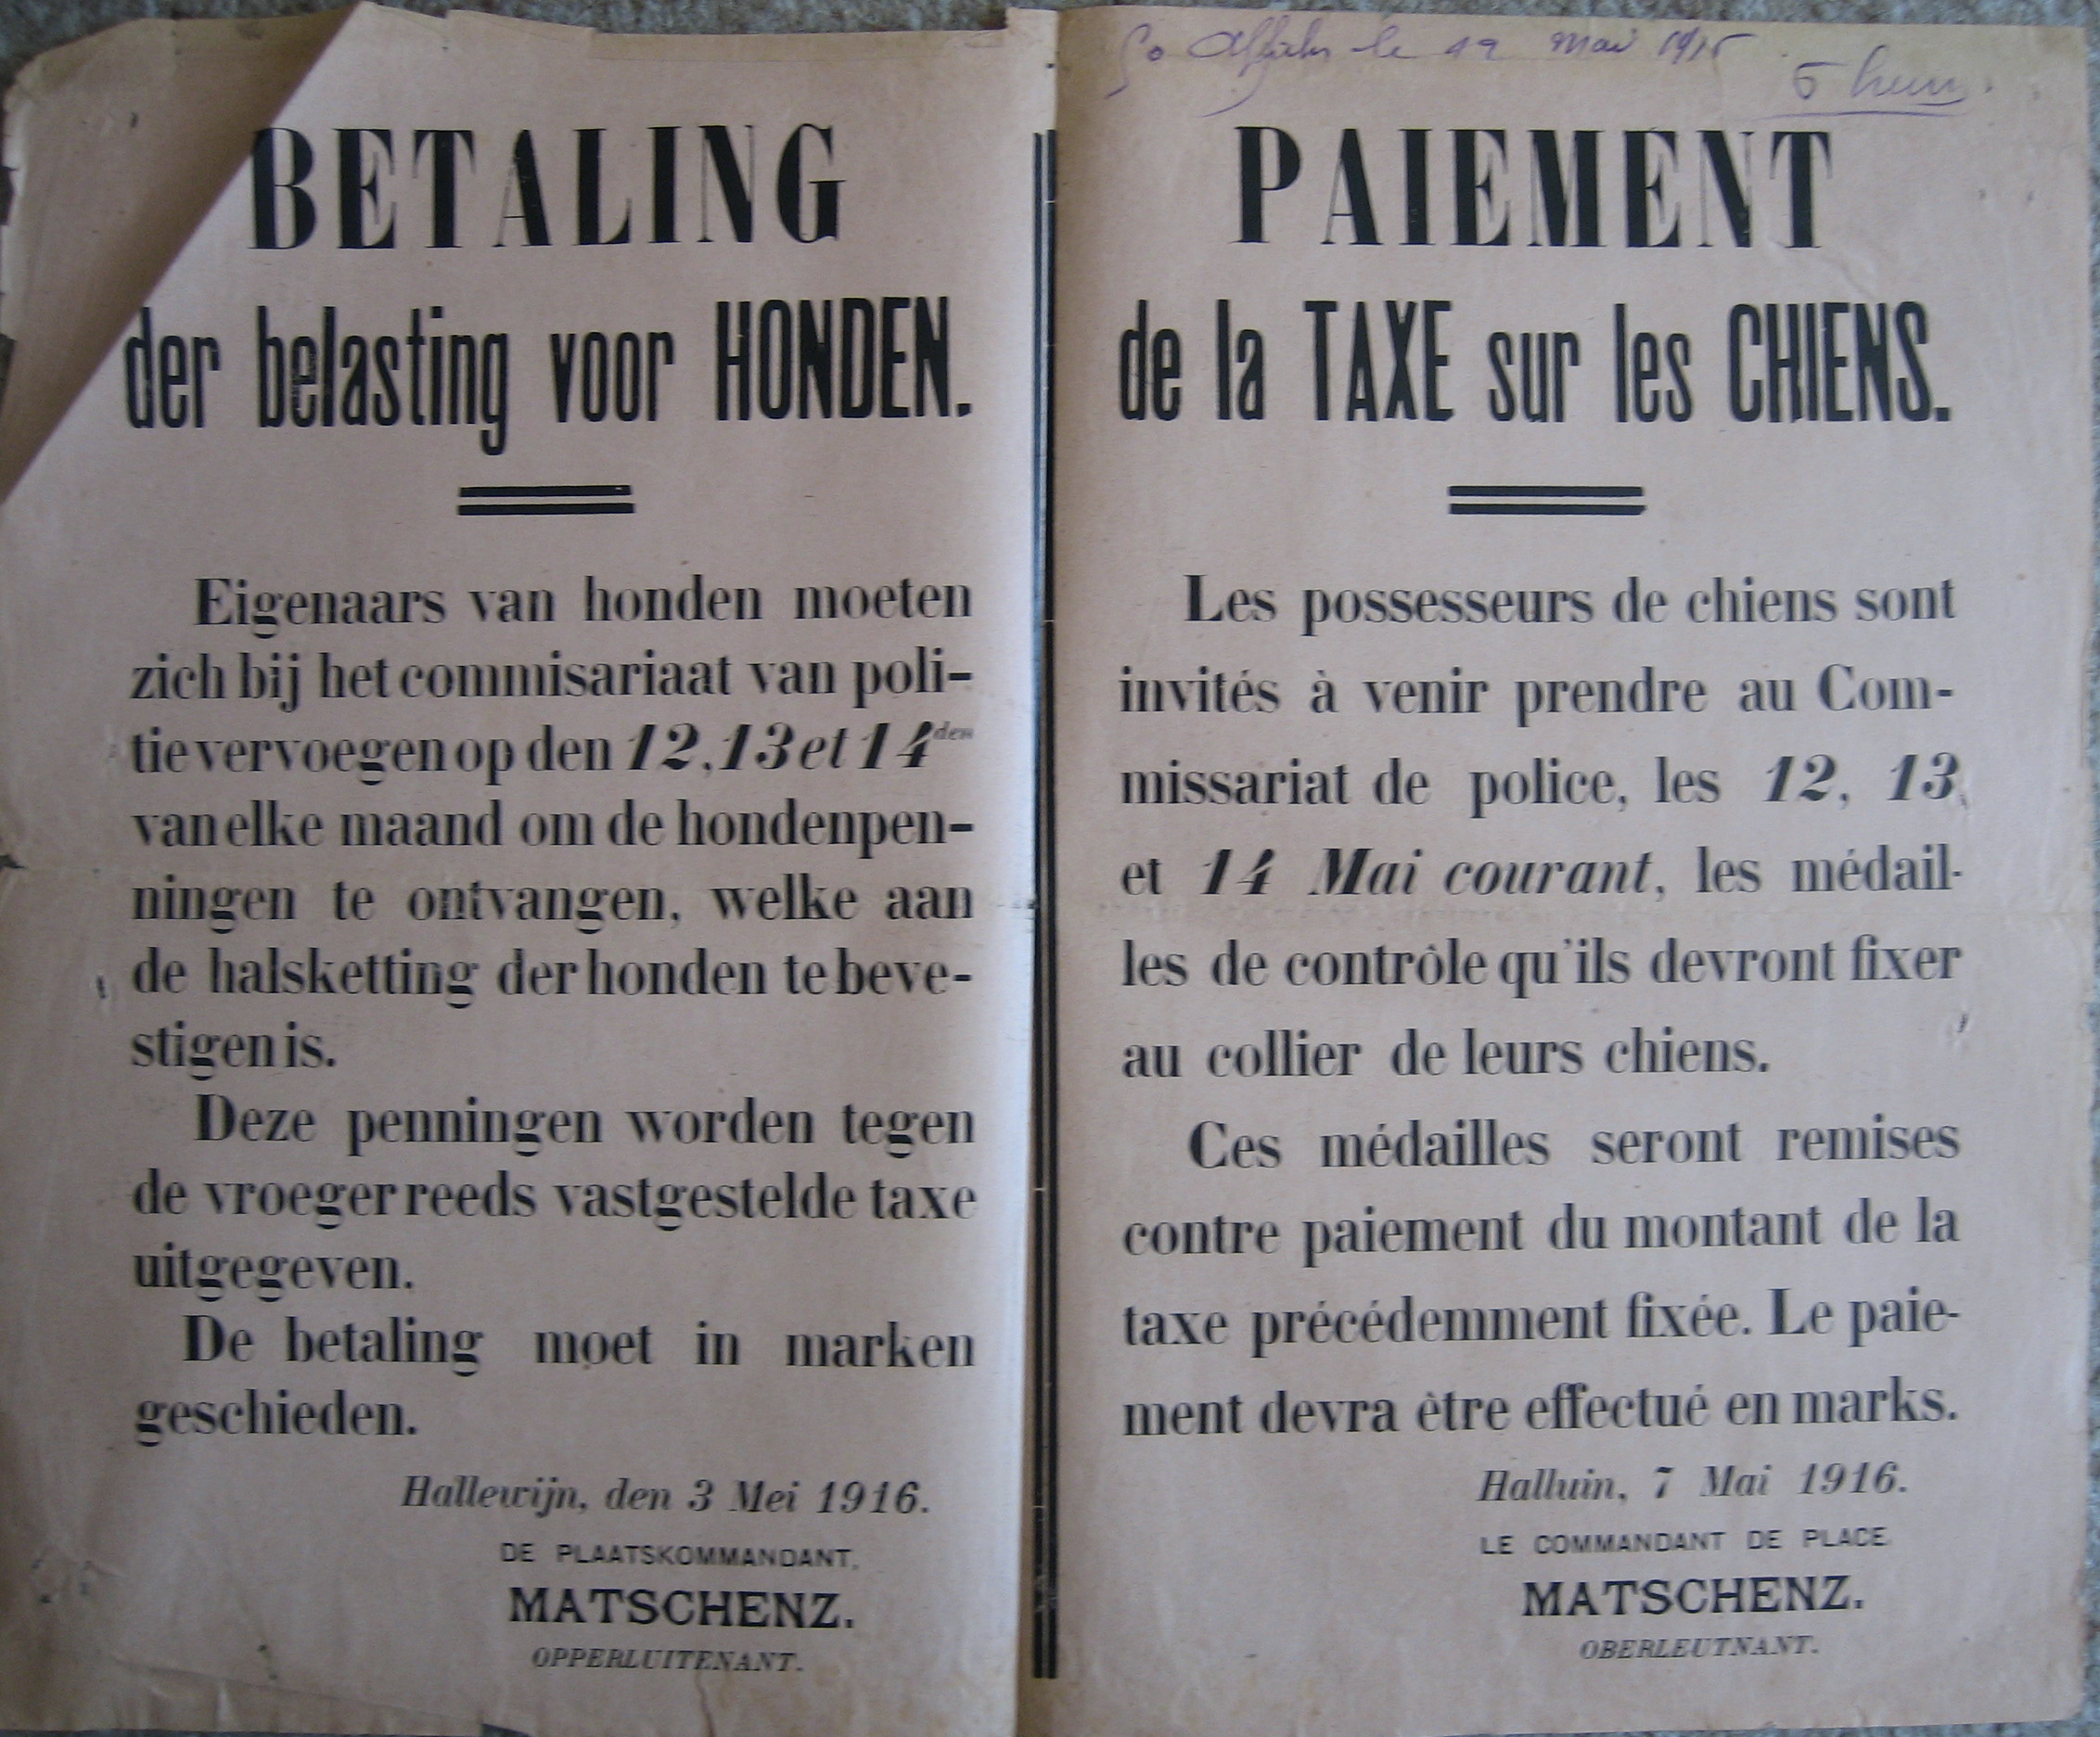 BETALING
der belasting voor HONDEN.
Eigenaars van honden moeten
zich bij het commisariaat van poli-
tie vervoegen op den 12, 13 et 14den
van elke maand om de hondenpen-
ningen te ontvangen, welke aan
de halsketting der honden te beve-
stigen is.
Deze penningen worden tegen
de vroeger reeds vastgestelde taxe
uitgegeven.
De betaling moet in marken
geschieden.
Hallewijn, den 3 Mei 1916.
DE PLAATSKOMMANDANT,
MATSCHENZ.
OPPERLUITENANT.
le 12 mai
PAIEMENT
de la TAXE sur les CHIENS.
Les possesseurs de chiens sont
invités à venir prendre au Com-
missariat de police, les 12, 13
et 14 Mai courant, les médail-
les de contrôle qu'ils devront fixer
au collier de leurs chiens.
Ces médailles seront remises
contre paiement du montant de la
taxe précédemment fixée. Le paie-
ment devra être effectué en marks.
Halluin, 7 Mai 1916.
LE COMMANDANT DE PLACE
MATSCHENZ.
OBERLEUTNANT.